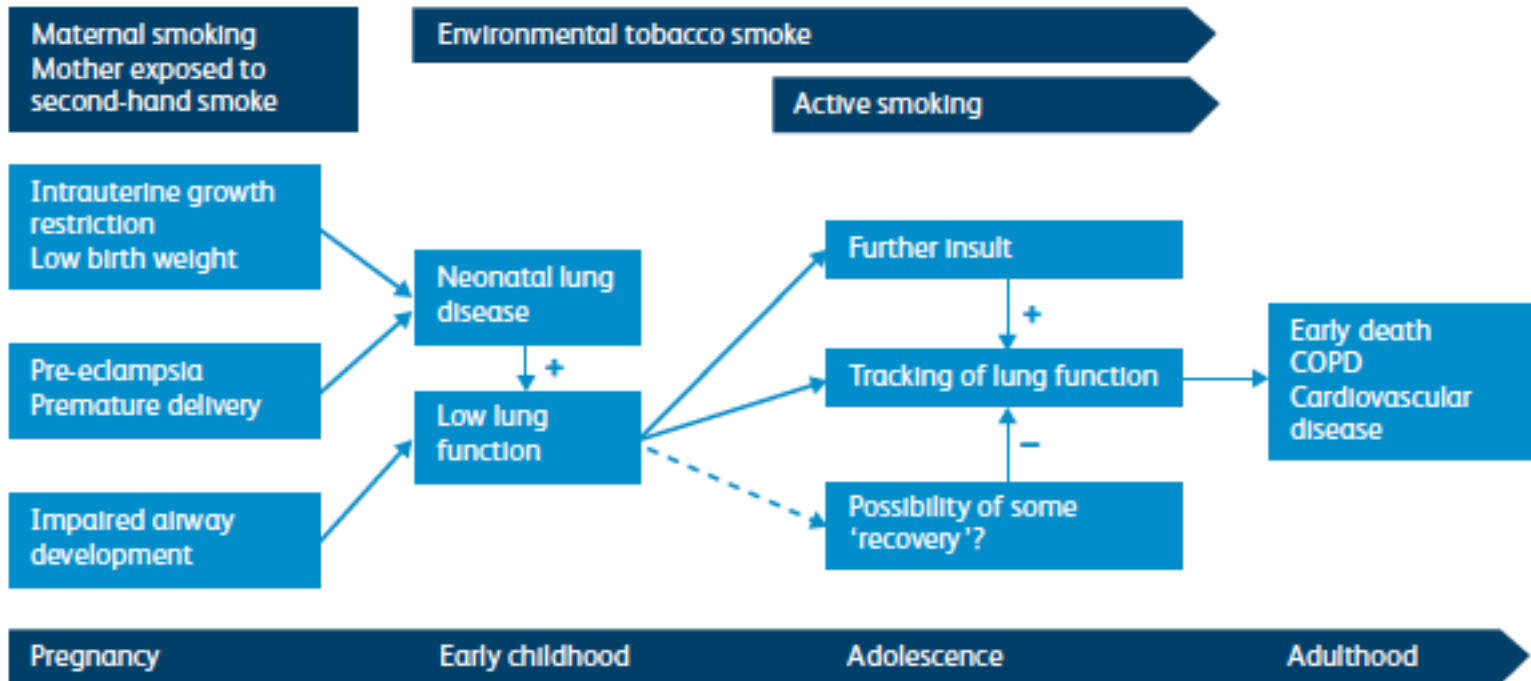 Maternal smoking
Mother exposed to
second-hand smoke
Environmental tobacco smoke
Active smoking
Intrauterine growth
restriction
Low birth weight
Pre-eclampsia
Premature delivery
Impaired airway
development
Neonatal lung
disease
+
Low lung
function
Further insult
+
Tracking of lung function
–
Possibility of some
‘recovery’?
Early death
COPD
Cardiovascular
disease
Pregnancy
Early childhood
Adolescence
Adulthood